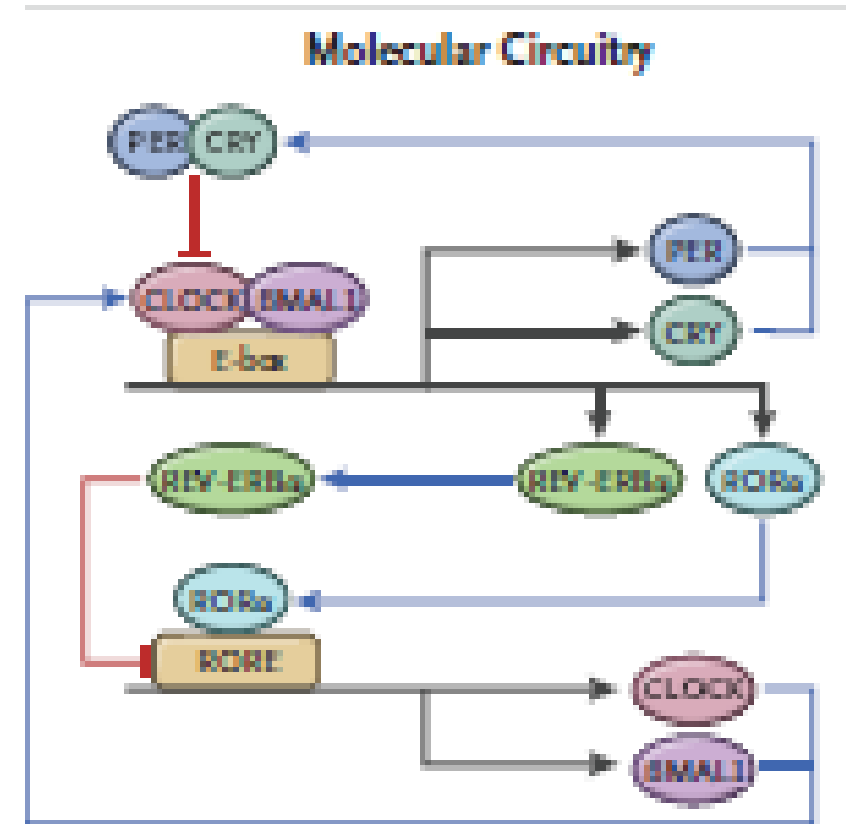 Molecular Circuitry
PER CRY
PER
CLOCK BMAL1
CRY
E-box
REV-ERBα REV-ERBα RORα
RORα
RORE
CLOCK
BMAL1